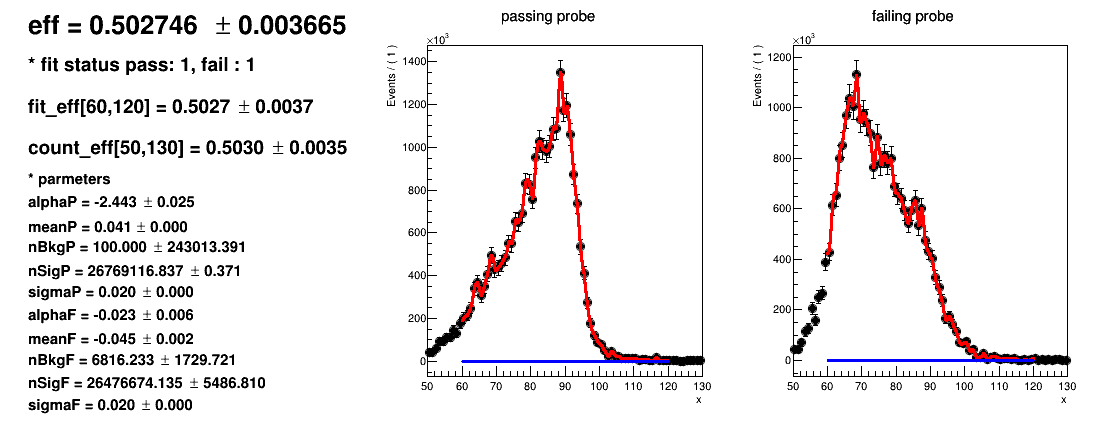 eff = 0.502746 ± 0.003665
* fit status pass: 1, fail : 1
fit_eff[60,120] = 0.5027 ± 0.0037
count_eff[50,130] = 0.5030 ± 0.0035
* parmeters
alphaP = -2.443 ± 0.025
meanP = 0.041 ± 0.000
nBkgP = 100.000 ± 243013.391
nSigP = 26769116.837 ± 0.371
sigmaP = 0.020 ± 0.000
alphaF = -0.023 ± 0.006
meanF = -0.045 ± 0.002
nBkgF = 6816.233 ± 1729.721
nSigF = 26476674.135 ± 5486.810
sigmaF = 0.020 ± 0.000
passing probe
×10³
Events / ( 1 )
1400
1200
1000
800
600
400
200
0
50 60 70 80 90 100 110 120 130
x
failing probe
×10³
Events / ( 1 )
1200
1000
800
600
400
200
0
50 60 70 80 90 100 110 120 130
x